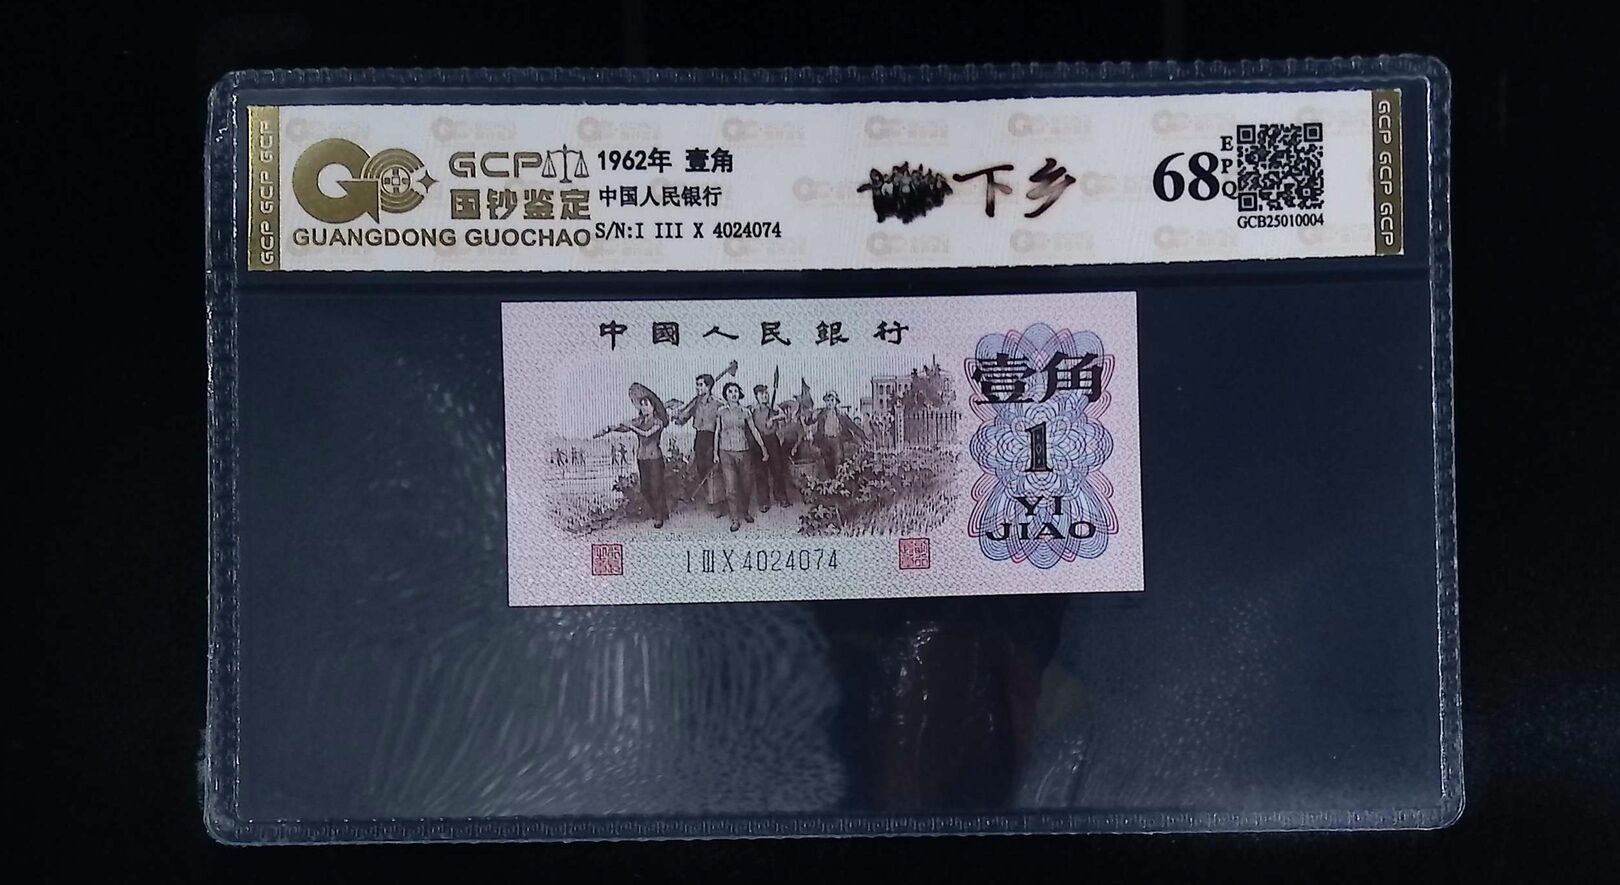 GCP GCP GCP
GCP
国钞鉴定
GUANGDONG GUOCHAO
1962年 壹角
中国人民银行
S/N:I III X 4024074
下乡
68
EPQ
GCB25010004
GCP GCP GCP
中國人民銀行
壹角
1
YI
JIAO
I III X 4024074